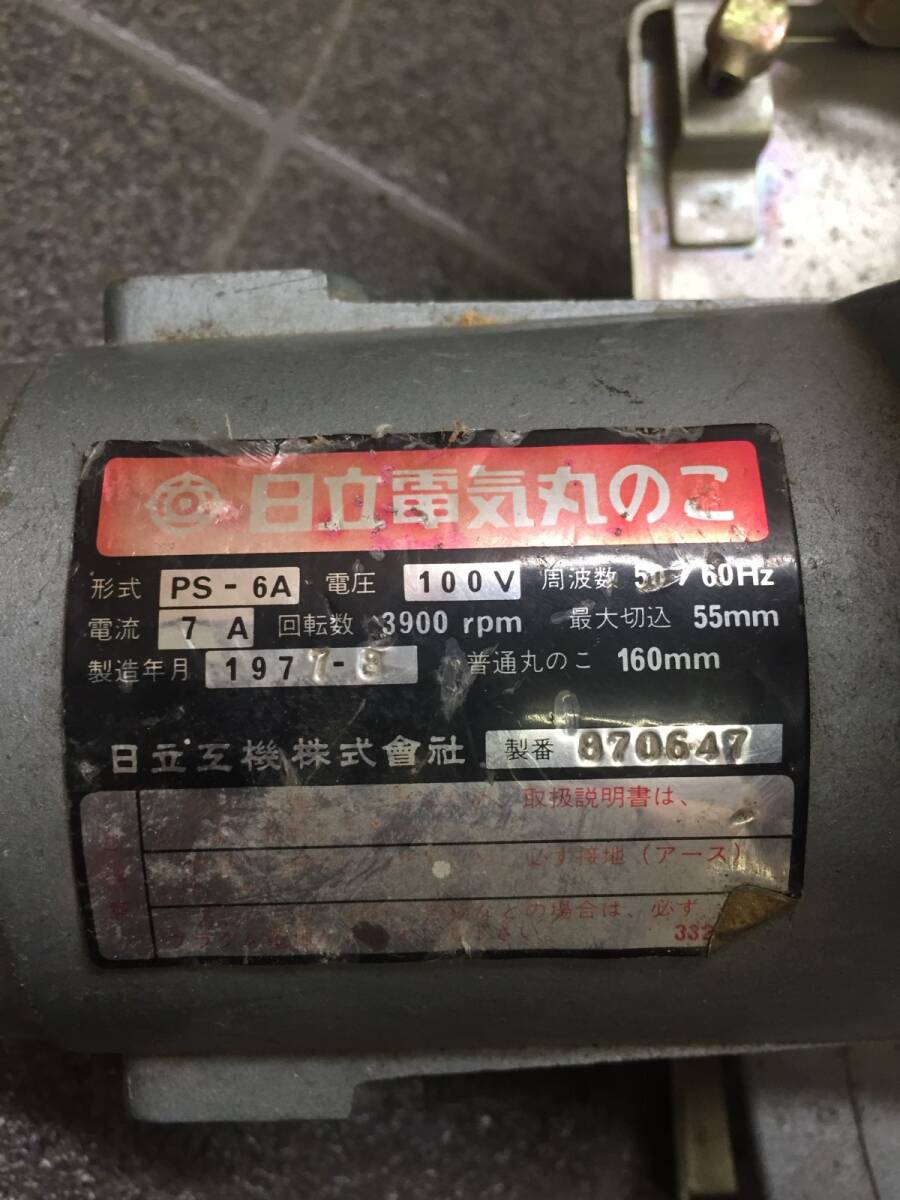 日立電気丸のこ
形式 PS-6A 電圧 100V 周波数 50/60Hz
電流 7 A 回転数 3900 rpm 最大切込 55mm
製造年月 1977-8 普通丸のこ 160mm
日立工機株式會社 製番 870647
取扱説明書は、
必ず接地(アース)
などの場合は、必ず
332